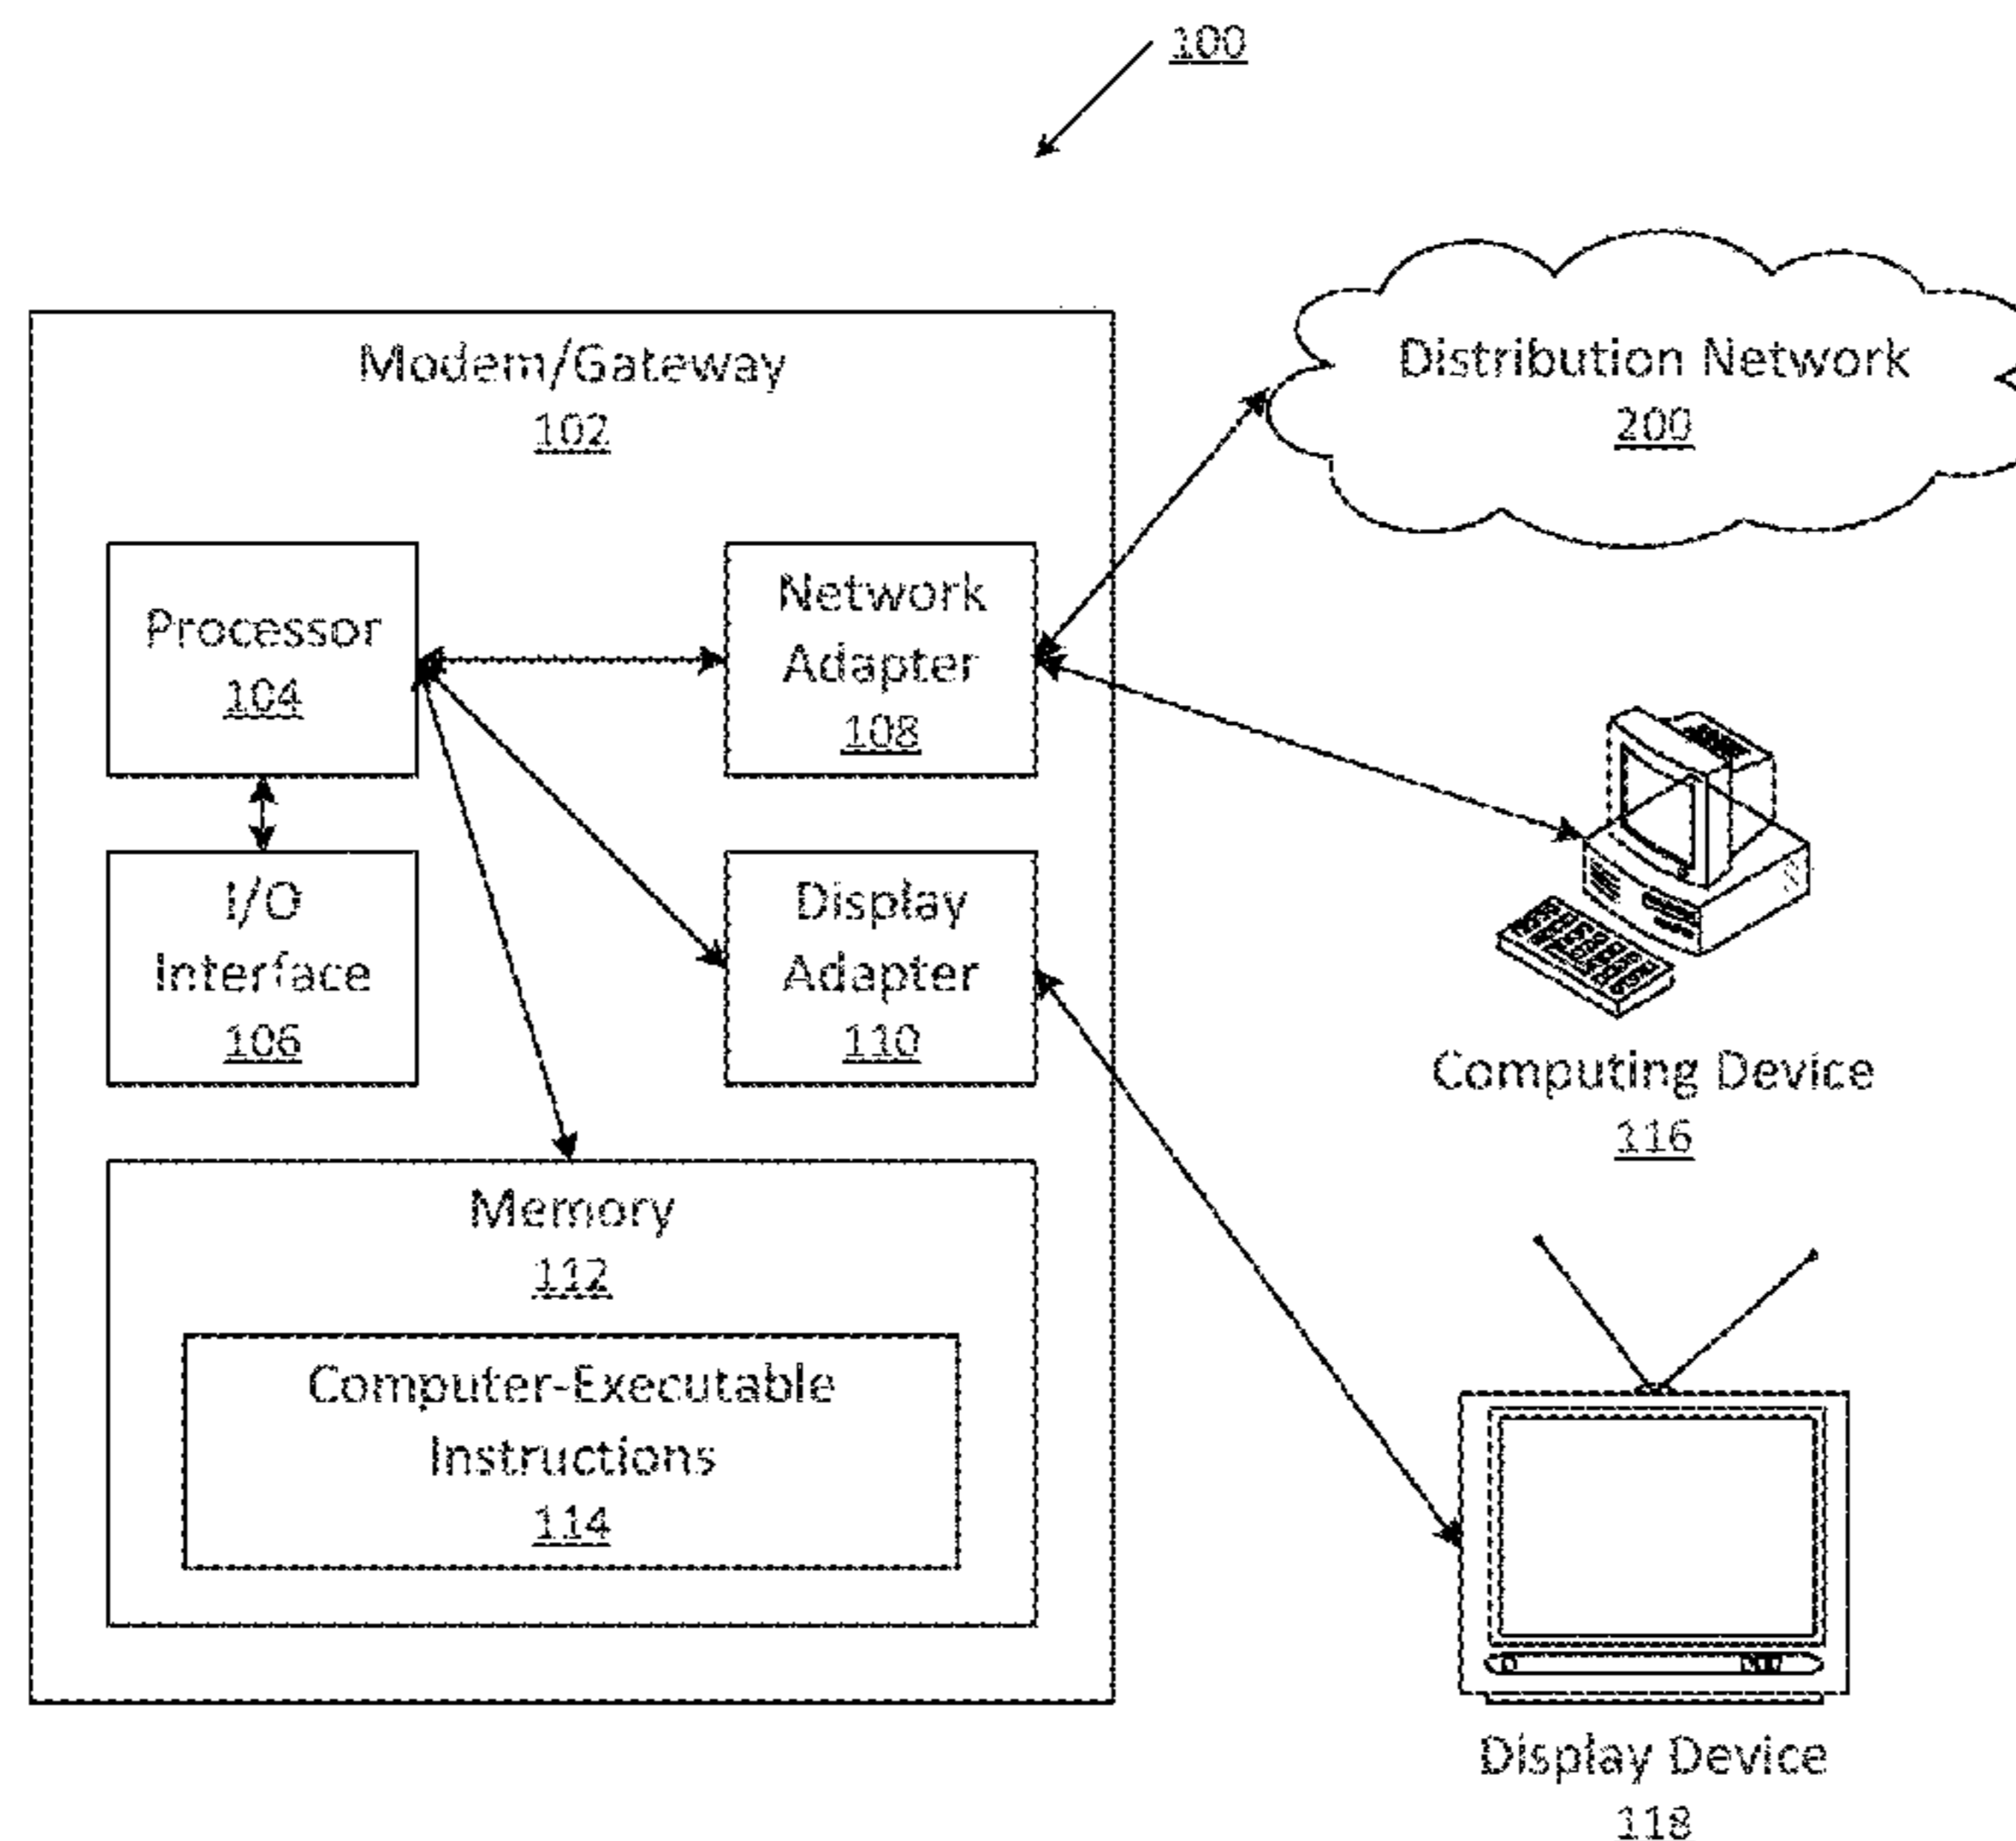 100
Modem/Gateway
102
Distribution Network
200
Processor
104
Network
Adapter
108
I/O
Interface
106
Display
Adapter
110
Computing Device
116
Memory
112
Computer-Executable
Instructions
114
Display Device
118